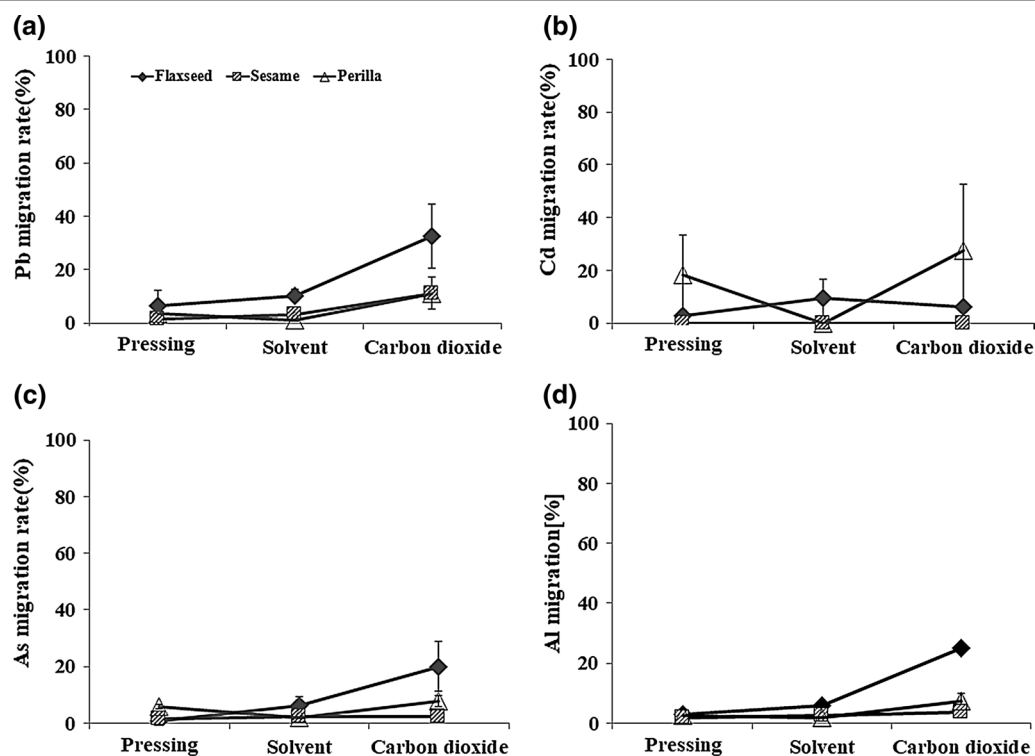 (a)
Pb migration rate(%)
100
80
60
40
20
0
Flaxseed Sesame Perilla
Pressing Solvent Carbon dioxide
(b)
Cd migration rate(%)
100
80
60
40
20
0
Pressing Solvent Carbon dioxide
(c)
As migration rate(%)
100
80
60
40
20
0
Pressing Solvent Carbon dioxide
(d)
Al migration[%]
100
80
60
40
20
0
Pressing Solvent Carbon dioxide